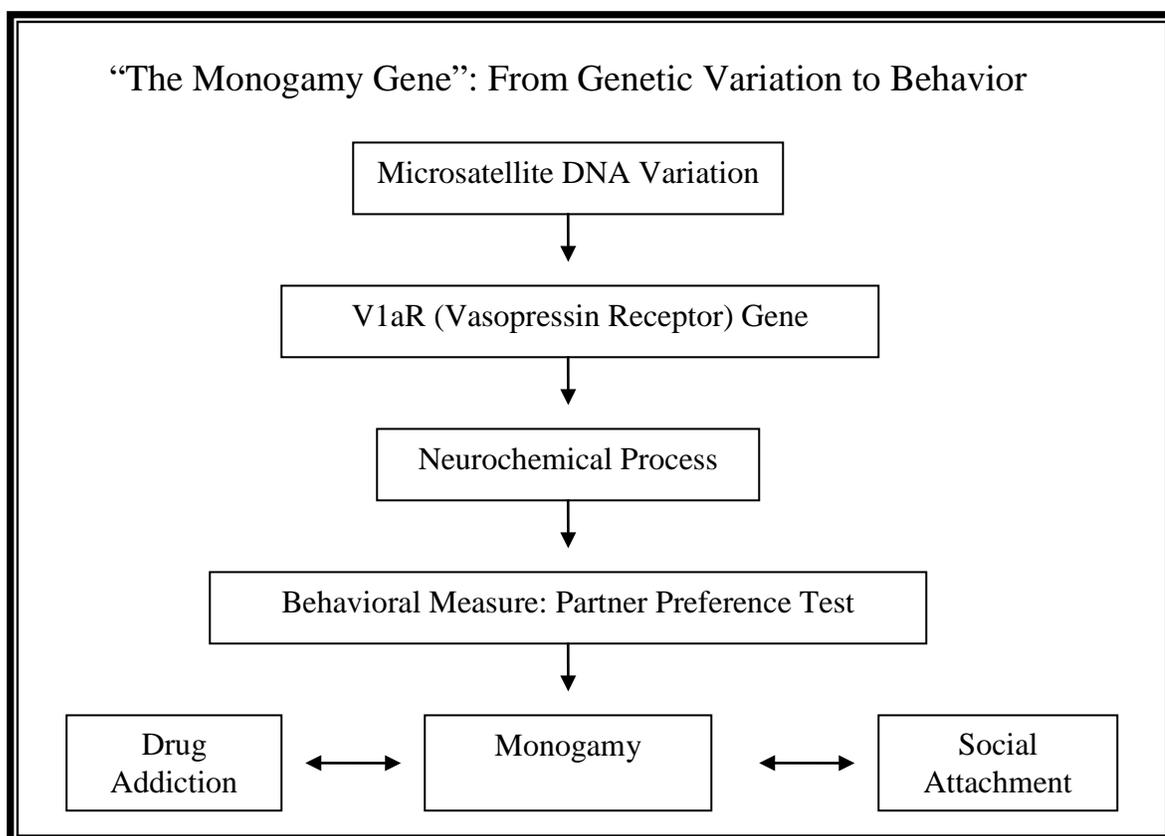 “The Monogamy Gene”: From Genetic Variation to Behavior
Microsatellite DNA Variation
V1aR (Vasopressin Receptor) Gene
Neurochemical Process
Behavioral Measure: Partner Preference Test
Drug
Addiction
Monogamy
Social
Attachment